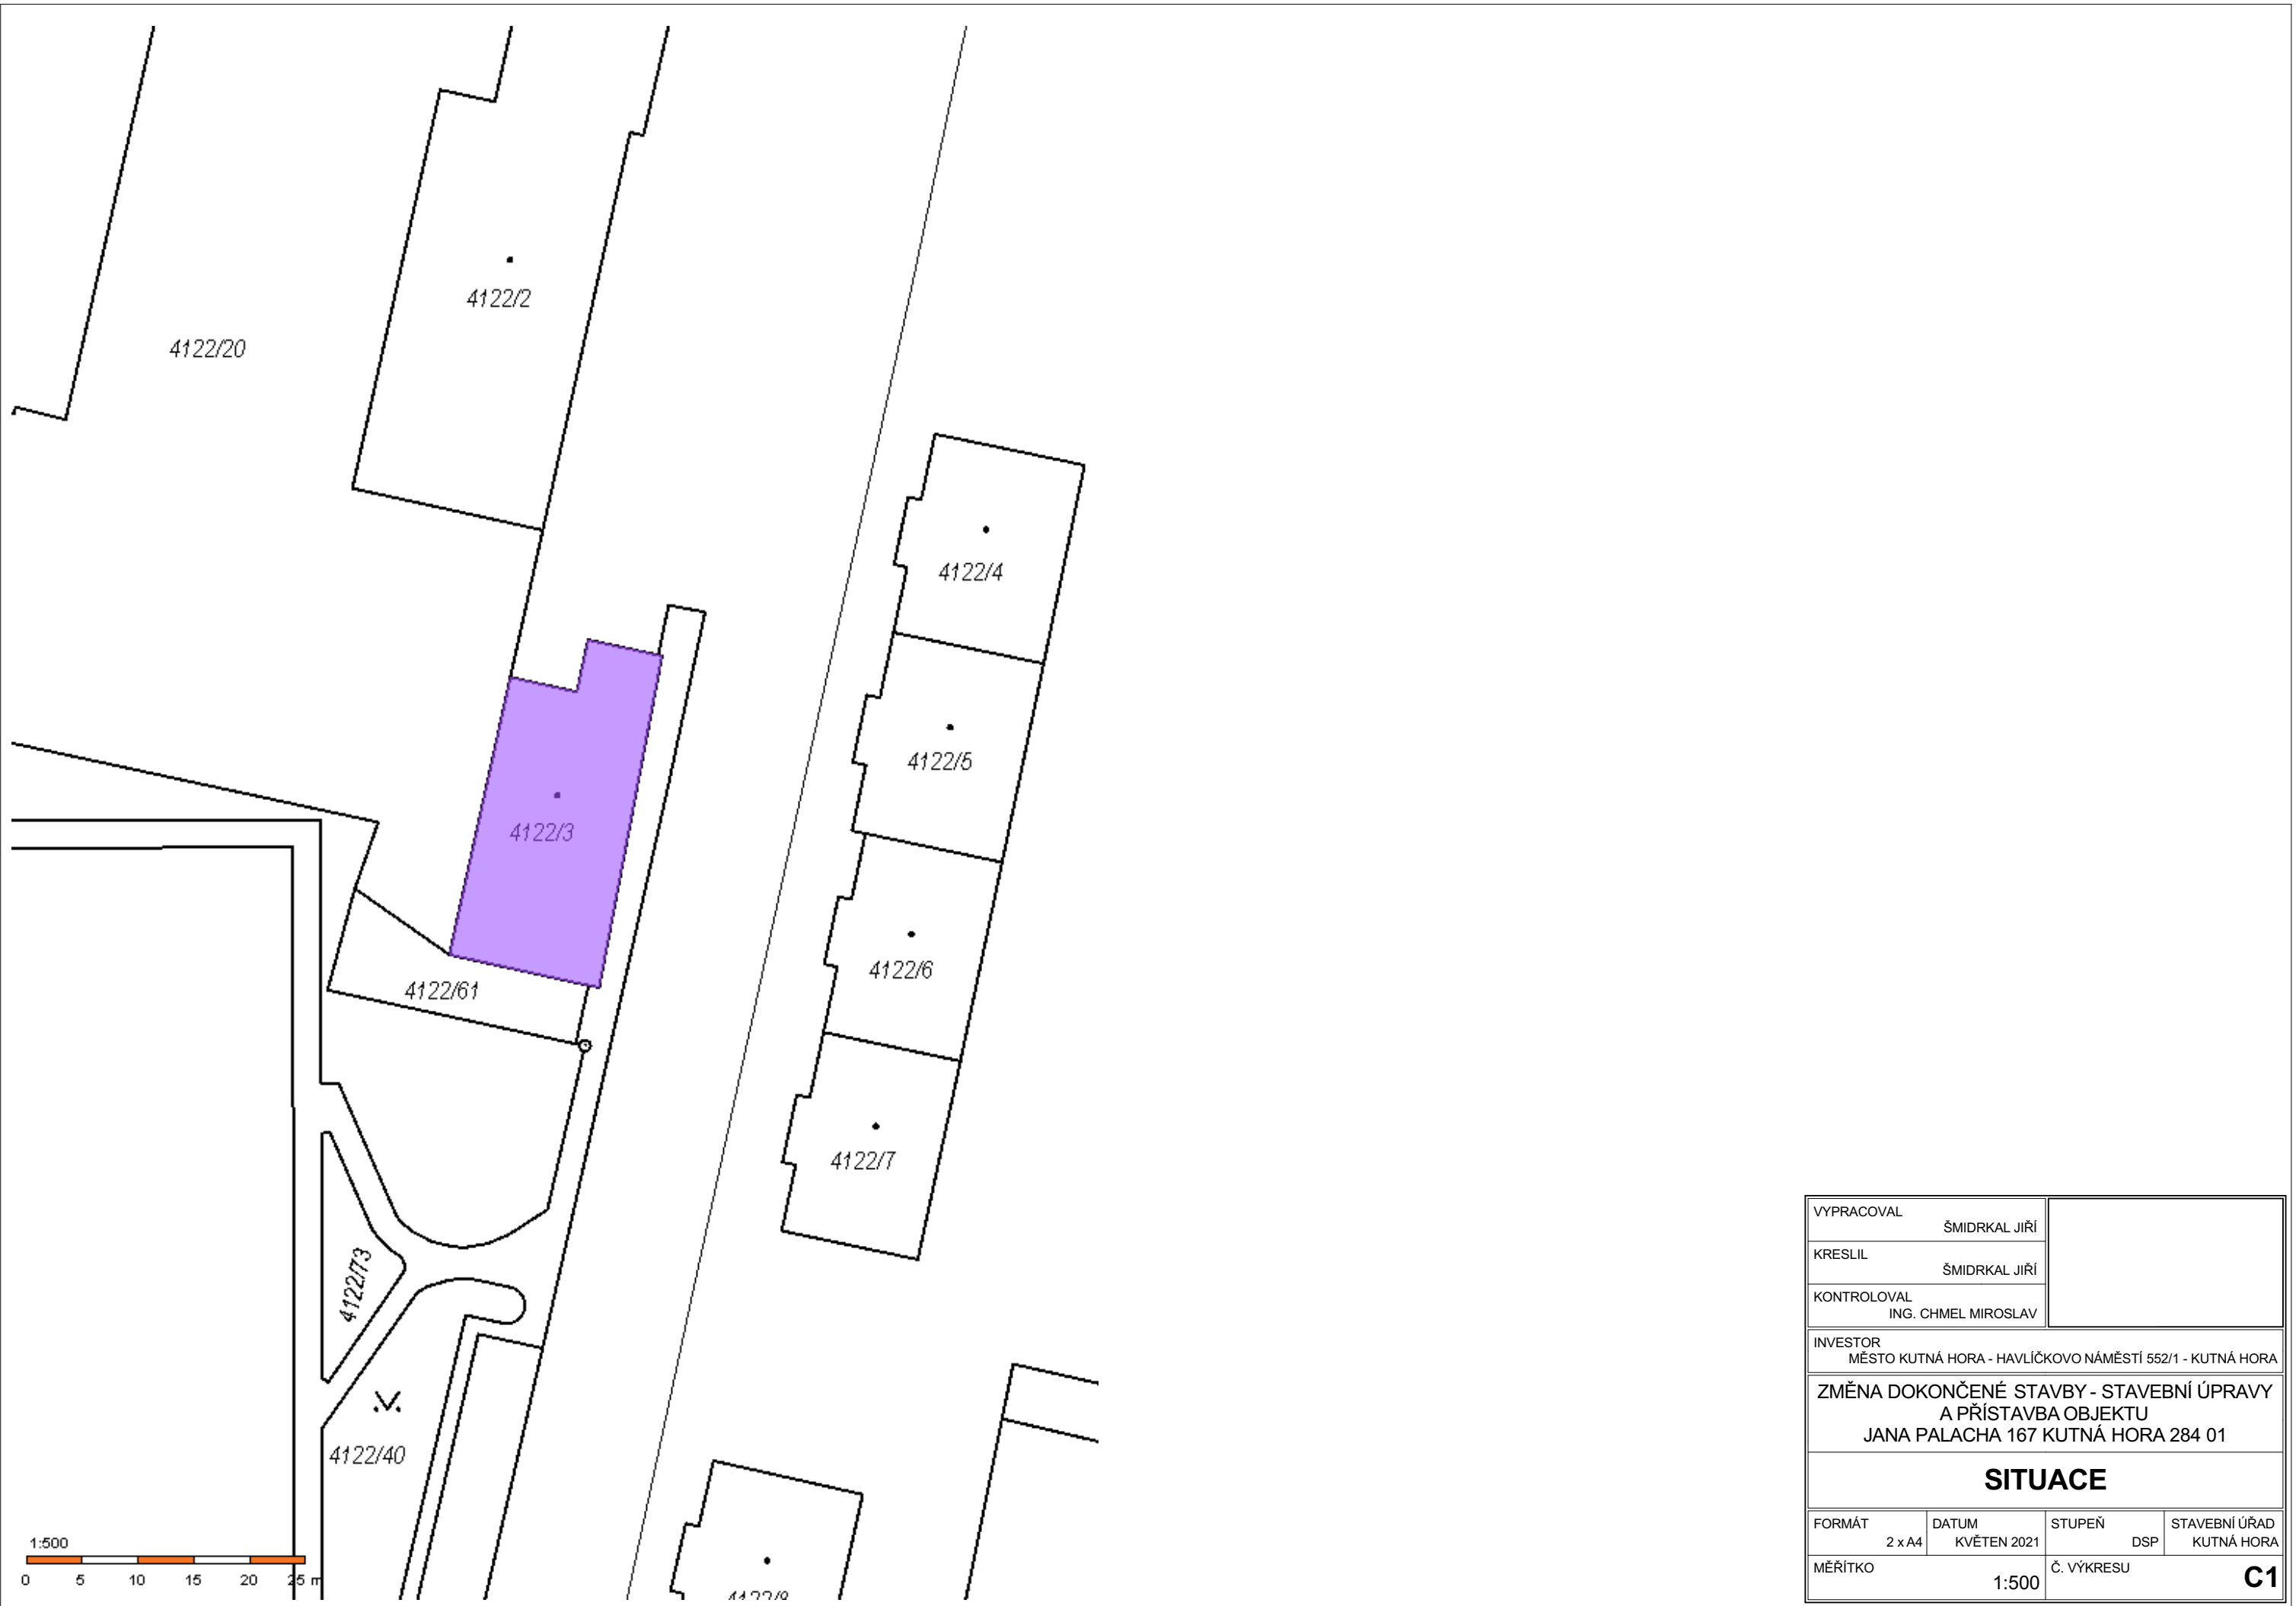 4122/2
4122/20
4122/4
4122/5
4122/3
4122/6
4122/61
4122/7
4122/73
4122/40
4122/8
1:500
0 5 10 15 20 25 m
VYPRACOVAL
ŠMIDRKAL JIŘÍ
KRESLIL
ŠMIDRKAL JIŘÍ
KONTROLOVAL
ING. CHMEL MIROSLAV
INVESTOR
MĚSTO KUTNÁ HORA - HAVLÍČKOVO NÁMĚSTÍ 552/1 - KUTNÁ HORA
ZMĚNA DOKONČENÉ STAVBY - STAVEBNÍ ÚPRAVY
A PŘÍSTAVBA OBJEKTU
JANA PALACHA 167 KUTNÁ HORA 284 01
SITUACE
FORMÁT
2 x A4
DATUM
KVĚTEN 2021
STUPEŇ
DSP
STAVEBNÍ ÚŘAD
KUTNÁ HORA
MĚŘÍTKO
1:500
Č. VÝKRESU
C1